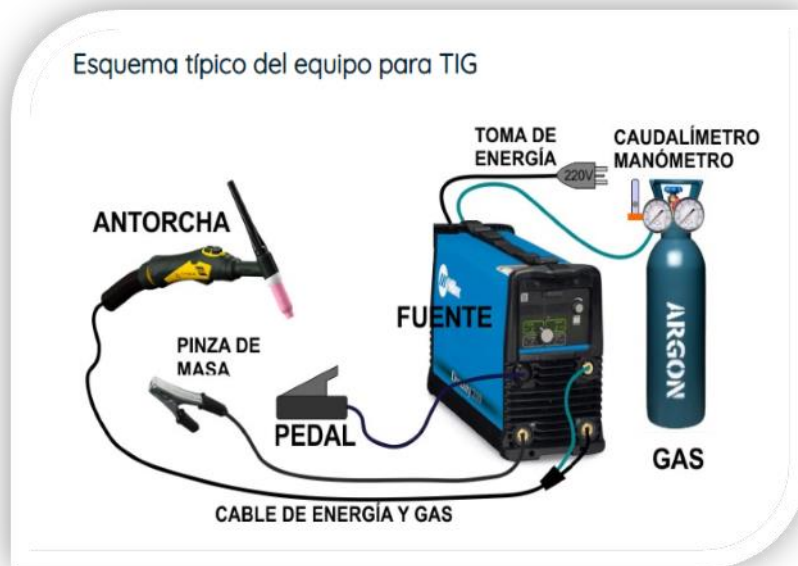 Esquema típico del equipo para TIG
TOMA DE
ENERGÍA
CAUDALÍMETRO
MANÓMETRO
220V
ANTORCHA
FUENTE
PINZA DE
MASA
PEDAL
ARGON
GAS
CABLE DE ENERGÍA Y GAS